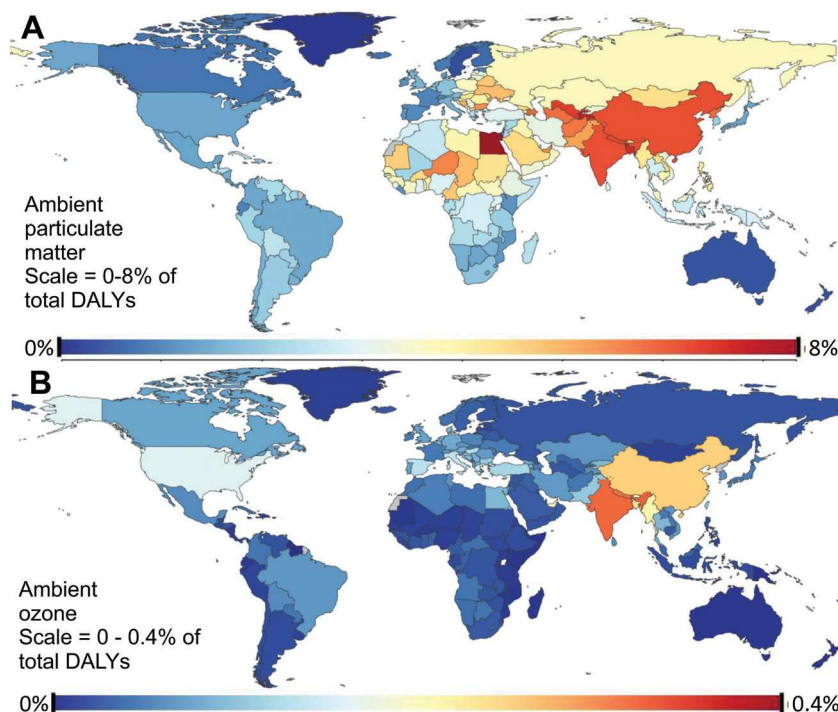 A
Ambient
particulate
matter
Scale = 0-8% of
total DALYs
0%
8%
B
Ambient
ozone
Scale = 0 - 0.4% of
total DALYs
0%
0.4%